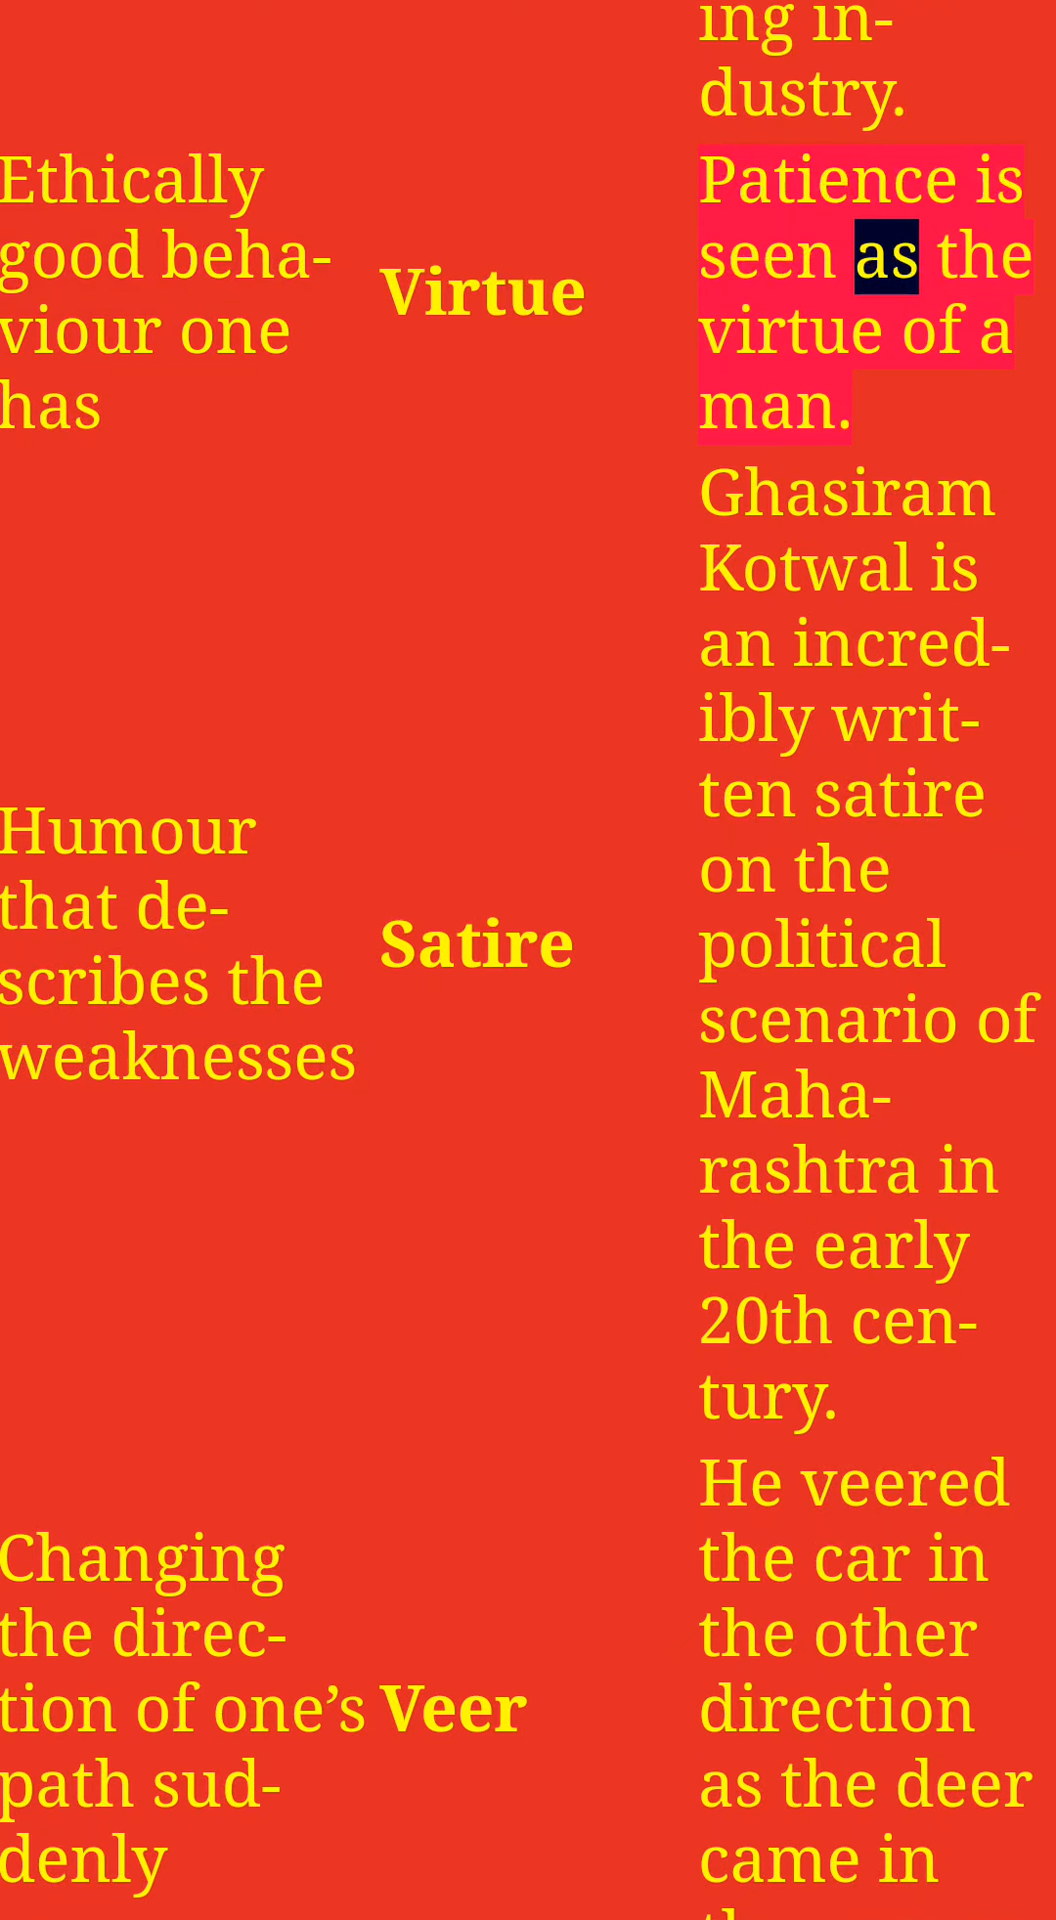 ing in-
dustry.
Ethically
good beha-
viour one
has
Virtue
Patience is
seen as the
virtue of a
man.
Humour
that de-
scribes the
weaknesses
Satire
Ghasiram
Kotwal is
an incred-
ibly writ-
ten satire
on the
political
scenario of
Maha-
rashtra in
the early
20th cen-
tury.
Changing
the direc-
tion of one’s
path sud-
denly
Veer
He veered
the car in
the other
direction
as the deer
came in